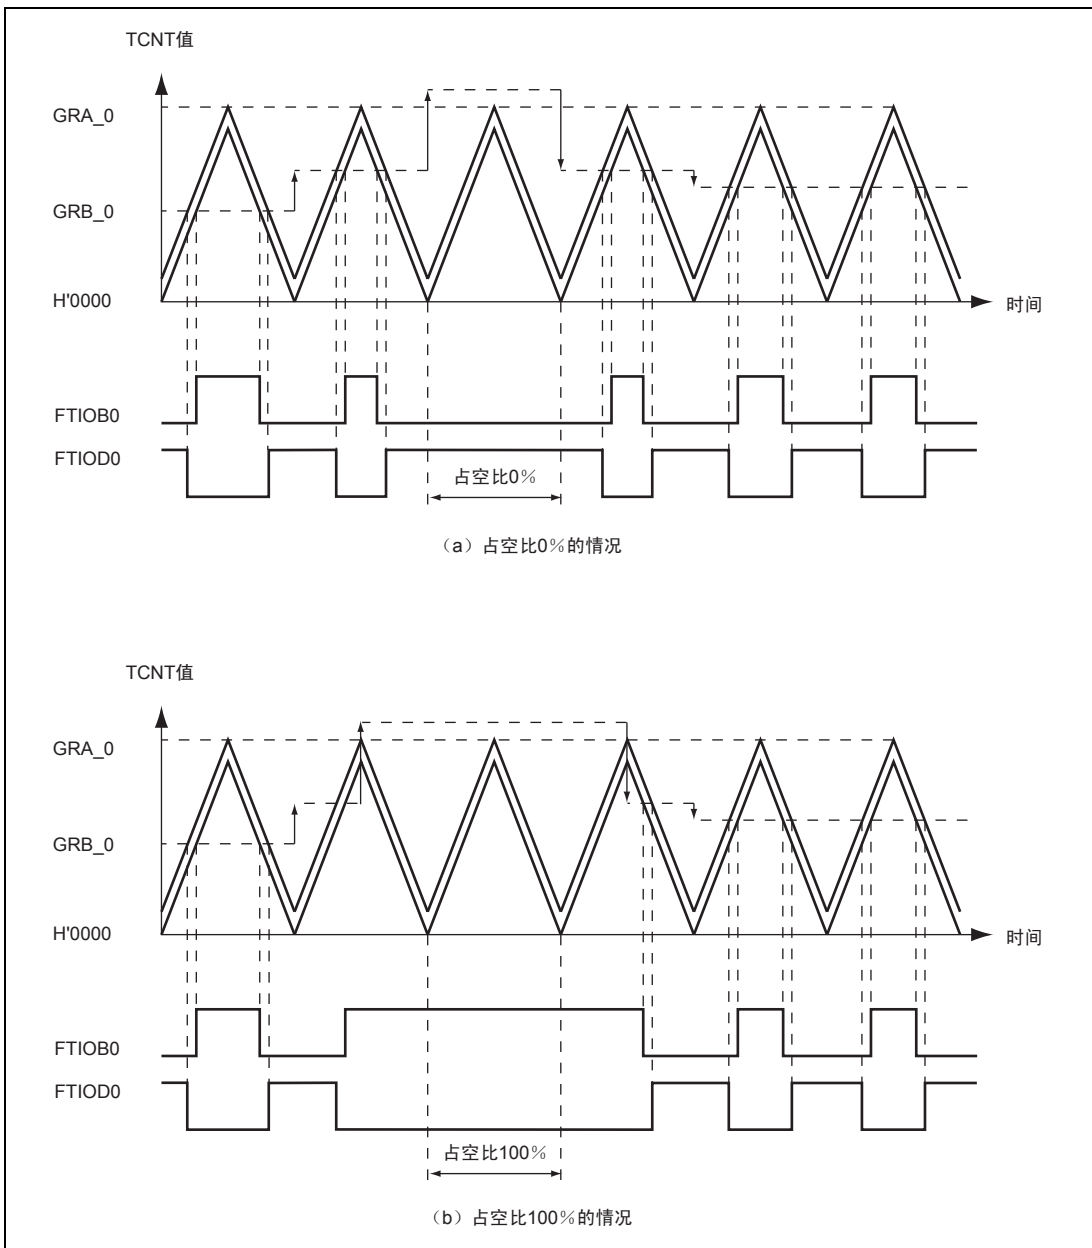 TCNT值
GRA_0
GRB_0
H'0000
时间
FTIOB0
FTIOD0
占空比0%
（a）占空比0%的情况
TCNT值
GRA_0
GRB_0
H'0000
时间
FTIOB0
FTIOD0
占空比100%
（b）占空比100%的情况